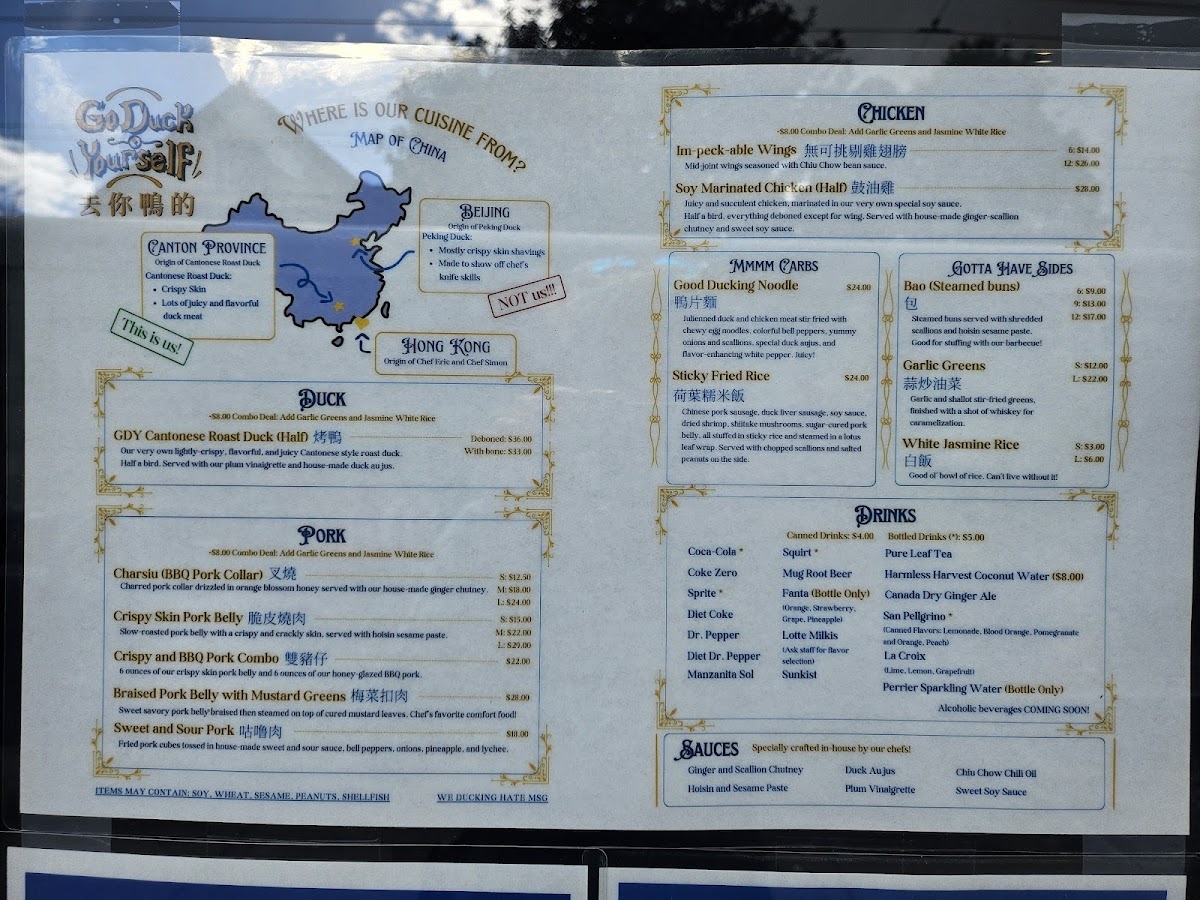 Go Duck
Yourself
去你鴨的
Where is our cuisine from?
Map of China
Canton Province
Origin of Cantonese Roast Duck
Cantonese Roast Duck:
• Crispy Skin
• Lots of juicy and flavorful
duck meat
This is us!
Beijing
Origin of Peking Duck
Peking Duck:
• Mostly crispy skin shavings
• Made to show off chef's
knife skills
NOT us!!!
Hong Kong
Origin of Chef Eric and Chef Simon
Duck
-$8.00 Combo Deal: Add Garlic Greens and Jasmine White Rice
GDY Cantonese Roast Duck (Half) 烤鴨 Deboned: $36.00
Our very own lightly-crispy, flavorful, and juicy Cantonese style roast duck. With bone: $33.00
Half a bird. Served with our plum vinaigrette and house-made duck au jus.
Pork
-$8.00 Combo Deal: Add Garlic Greens and Jasmine White Rice
Charsiu (BBQ Pork Collar) 叉燒 S: $12.50
Charred pork collar drizzled in orange blossom honey served with our house-made ginger chutney. M: $18.00
L: $24.00
Crispy Skin Pork Belly 脆皮燒肉 S: $15.00
Slow-roasted pork belly with a crispy and crackly skin, served with hoisin sesame paste. M: $22.00
L: $29.00
Crispy and BBQ Pork Combo 雙豬仔 $22.00
6 ounces of our crispy skin pork belly and 6 ounces of our honey-glazed BBQ pork.
Braised Pork Belly with Mustard Greens 梅菜扣肉 $28.00
Sweet savory pork belly braised then steamed on top of cured mustard leaves. Chef's favorite comfort food!
Sweet and Sour Pork 咕嚕肉 $18.00
Fried pork cubes tossed in house-made sweet and sour sauce, bell peppers, onions, pineapple, and lychee.
ITEMS MAY CONTAIN: SOY, WHEAT, SESAME, PEANUTS, SHELLFISH
WE DUCKING HATE MSG
Chicken
-$8.00 Combo Deal: Add Garlic Greens and Jasmine White Rice
Im-peck-able Wings 無可挑剔雞翅膀 6: $14.00
Mid-joint wings seasoned with Chiu Chow bean sauce. 12: $26.00
Soy Marinated Chicken (Half) 鼓油雞 $28.00
Juicy and succulent chicken, marinated in our very own special soy sauce.
Half a bird, everything deboned except for wing. Served with house-made ginger-scallion
chutney and sweet soy sauce.
Mmmm Carbs
Good Ducking Noodle $24.00
鴨片麵
Julienned duck and chicken meat stir fried with
chewy egg noodles, colorful bell peppers, yummy
onions and scallions, special duck aujus, and
flavor-enhancing white pepper. Juicy!
Sticky Fried Rice $24.00
荷葉糯米飯
Chinese pork sausage, duck liver sausage, soy sauce,
dried shrimp, shiitake mushrooms, sugar-cured pork
belly, all stuffed in sticky rice and steamed in a lotus
leaf wrap. Served with chopped scallions and salted
peanuts on the side.
Gotta Have Sides
Bao (Steamed buns) 6: $9.00
包 9: $13.00
12: $17.00
Steamed buns served with shredded
scallions and hoisin sesame paste.
Good for stuffing with our barbecue!
Garlic Greens S: $12.00
蒜炒油菜 L: $22.00
Garlic and shallot stir-fried greens,
finished with a shot of whiskey for
caramelization.
White Jasmine Rice S: $3.00
白飯 L: $6.00
Good ol' bowl of rice. Can't live without it!
Drinks
Canned Drinks: $4.00 Bottled Drinks (*): $5.00
Coca-Cola *
Coke Zero
Sprite *
Diet Coke
Dr. Pepper
Diet Dr. Pepper
Manzanita Sol
Squirt *
Mug Root Beer
Fanta (Bottle Only)
(Orange, Strawberry,
Grape, Pineapple)
Lotte Milkis
(Ask staff for flavor
selection)
Sunkist
Pure Leaf Tea
Harmless Harvest Coconut Water ($8.00)
Canada Dry Ginger Ale
San Pellgrino *
(Canned Flavors: Lemonade, Blood Orange, Pomegranate
and Orange, Peach)
La Croix
(Lime, Lemon, Grapefruit)
Perrier Sparkling Water (Bottle Only)
Alcoholic beverages COMING SOON!
Sauces Specially crafted in-house by our chefs!
Ginger and Scallion Chutney Duck Au jus Chiu Chow Chili Oil
Hoisin and Sesame Paste Plum Vinaigrette Sweet Soy Sauce